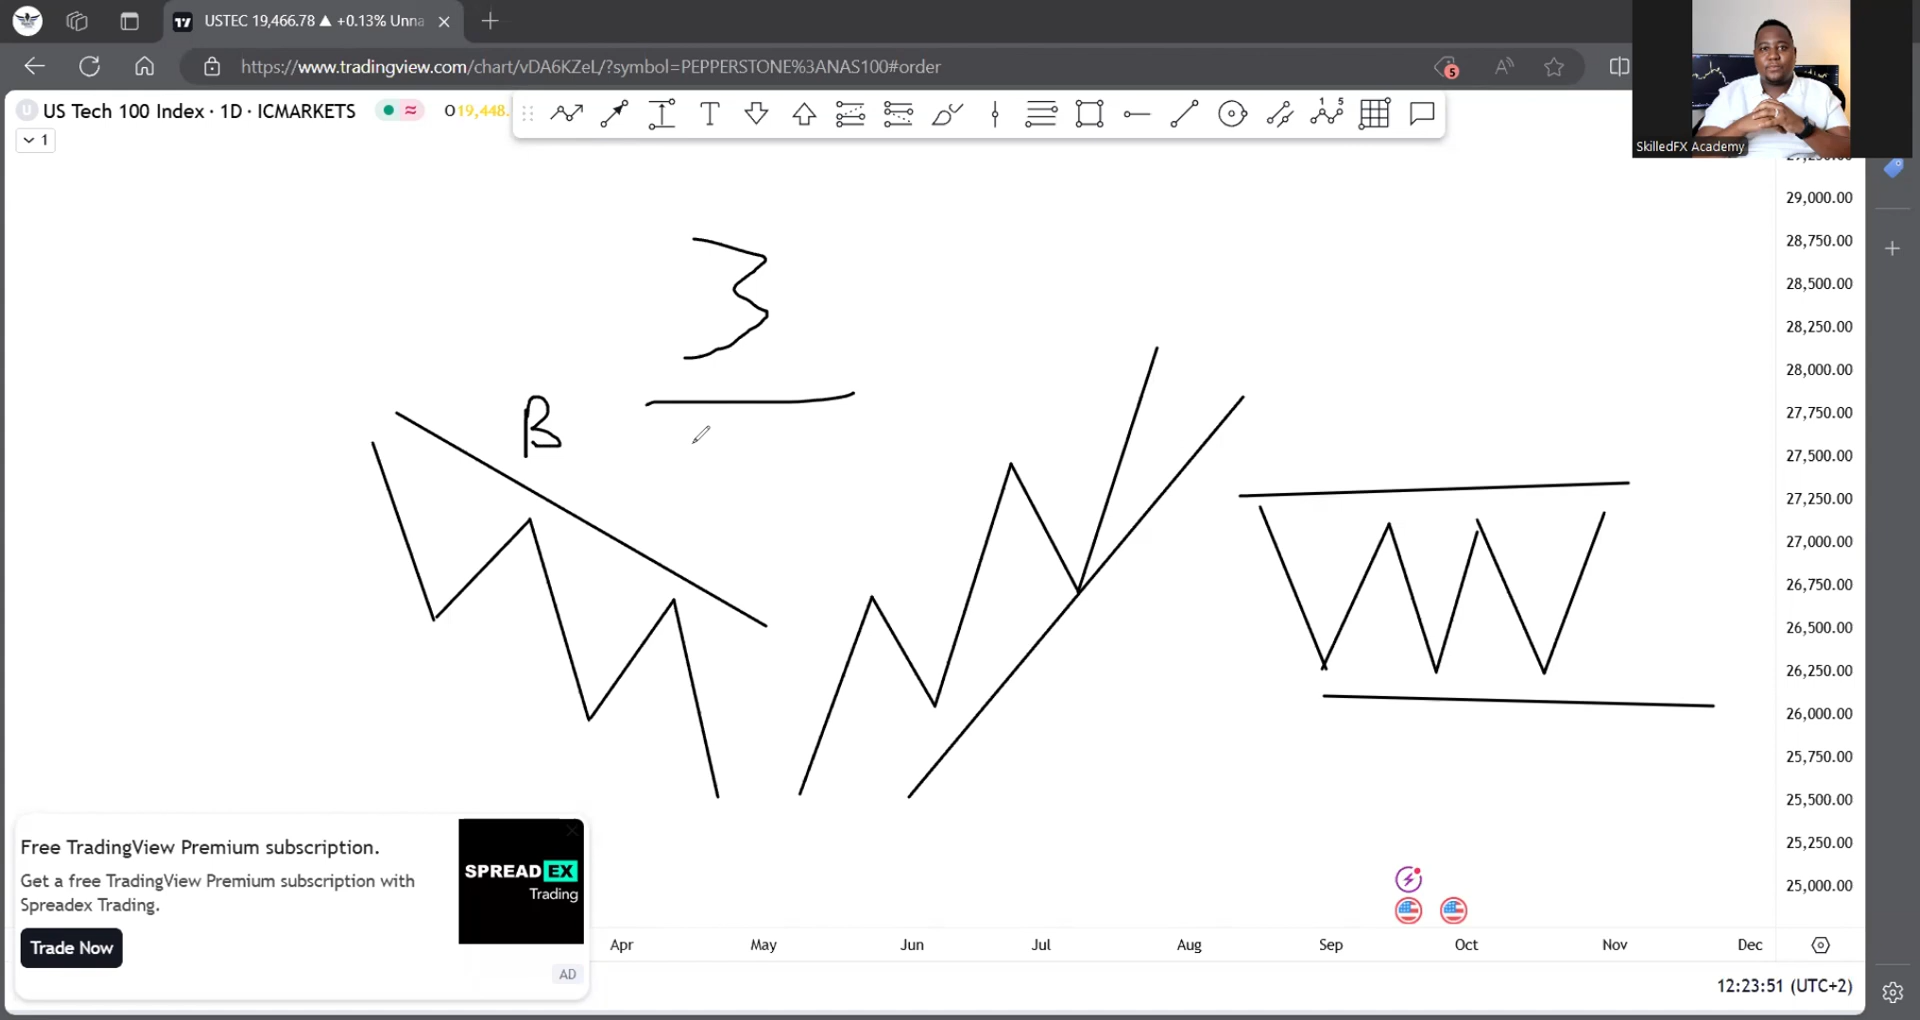 USTEC 19,466.78 ▲ +0.13% Unna
https://www.tradingview.com/chart/vDA6KZeL/?symbol=PEPPERSTONE%3ANAS100#order
5
A
U
US Tech 100 Index · 1D · ICMARKETS
O19,448.
T
1 5
1
SkilledFX Academy
29,000.00
28,750.00
28,500.00
28,250.00
28,000.00
27,750.00
27,500.00
27,250.00
27,000.00
26,750.00
26,500.00
26,250.00
26,000.00
25,750.00
25,500.00
25,250.00
25,000.00
3
B
Free TradingView Premium subscription.
Get a free TradingView Premium subscription with
Spreadex Trading.
Trade Now
SPREAD EX
Trading
AD
Apr May Jun Jul Aug Sep Oct Nov Dec
12:23:51 (UTC+2)